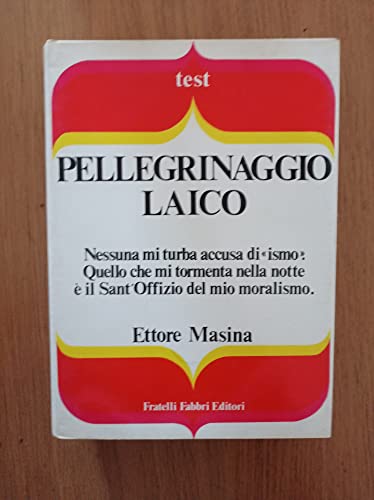 test
PELLEGRINAGGIO
LAICO
Nessuna mi turba accusa di «ismo».
Quello che mi tormenta nella notte
è il Sant'Offizio del mio moralismo.
Ettore Masina
Fratelli Fabbri Editori